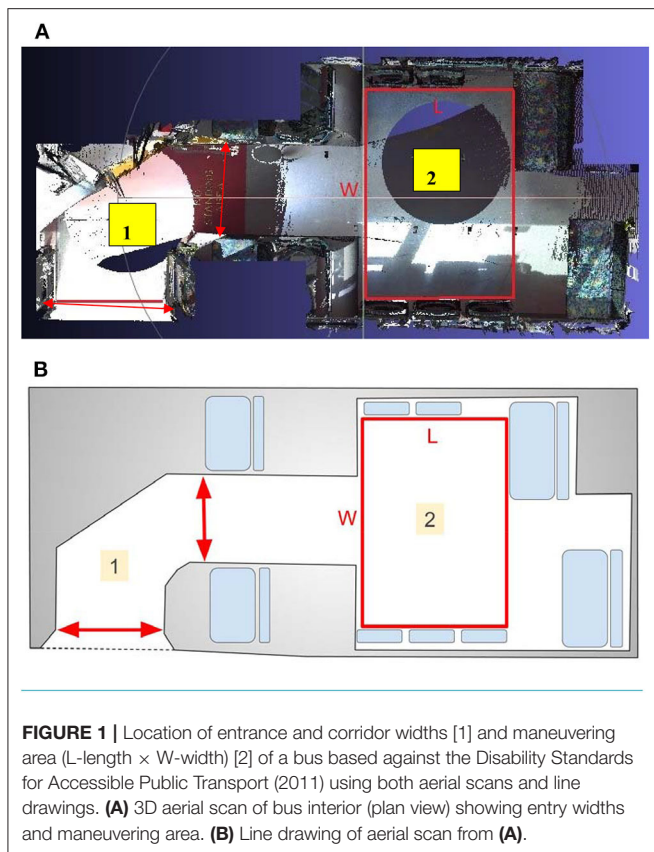 A
L
STANDING
AREA
W
2
1
B
L
W
2
1
FIGURE 1 | Location of entrance and corridor widths [1] and maneuvering
area (L-length × W-width) [2] of a bus based against the Disability Standards
for Accessible Public Transport (2011) using both aerial scans and line
drawings. (A) 3D aerial scan of bus interior (plan view) showing entry widths
and maneuvering area. (B) Line drawing of aerial scan from (A).